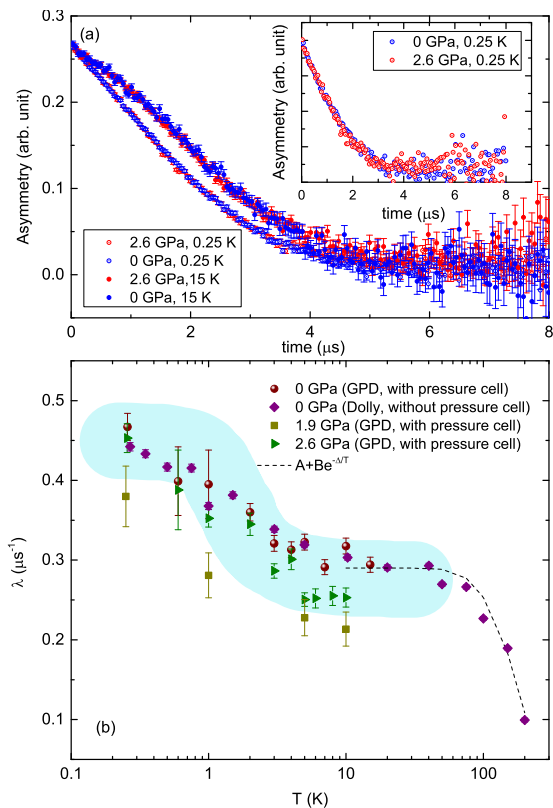 (a)
0.3
0.2
0.1
0.0
Asymmetry (arb. unit)
0 GPa, 0.25 K
2.6 GPa, 0.25 K
Asymmetry (arb. unit)
0 2 4 6 8
time (μs)
2.6 GPa, 0.25 K
0 GPa, 0.25 K
2.6 GPa,15 K
0 GPa, 15 K
0 2 4 6 8
time (μs)
0 GPa (GPD, with pressure cell)
0 GPa (Dolly, without pressure cell)
1.9 GPa (GPD, with pressure cell)
2.6 GPa (GPD, with pressure cell)
A+Be^-Δ/T
0.5
0.4
0.3
0.2
0.1
λ (μs⁻¹)
(b)
0.1 1 10 100
T (K)